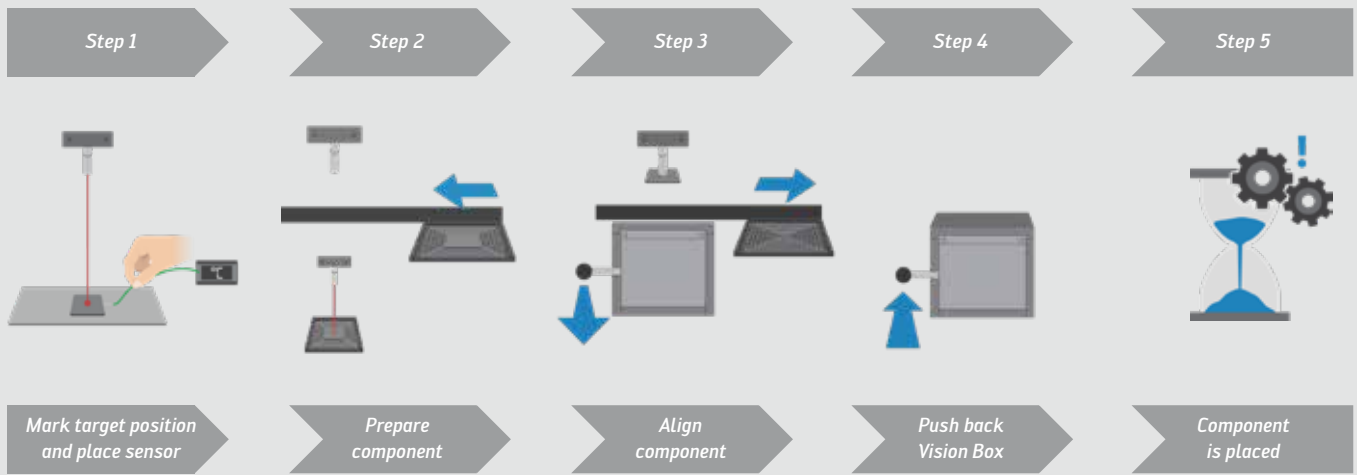 Step 1
Step 2
Step 3
Step 4
Step 5
°C
!
Mark target position
and place sensor
Prepare
component
Align
component
Push back
Vision Box
Component
is placed